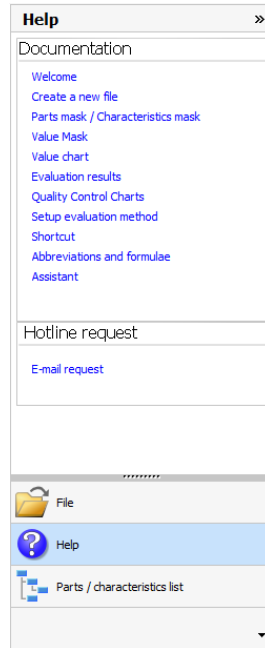 Help »
Documentation
Welcome
Create a new file
Parts mask / Characteristics mask
Value Mask
Value chart
Evaluation results
Quality Control Charts
Setup evaluation method
Shortcut
Abbreviations and formulae
Assistant
Hotline request
E-mail request
File
Help
Parts / characteristics list